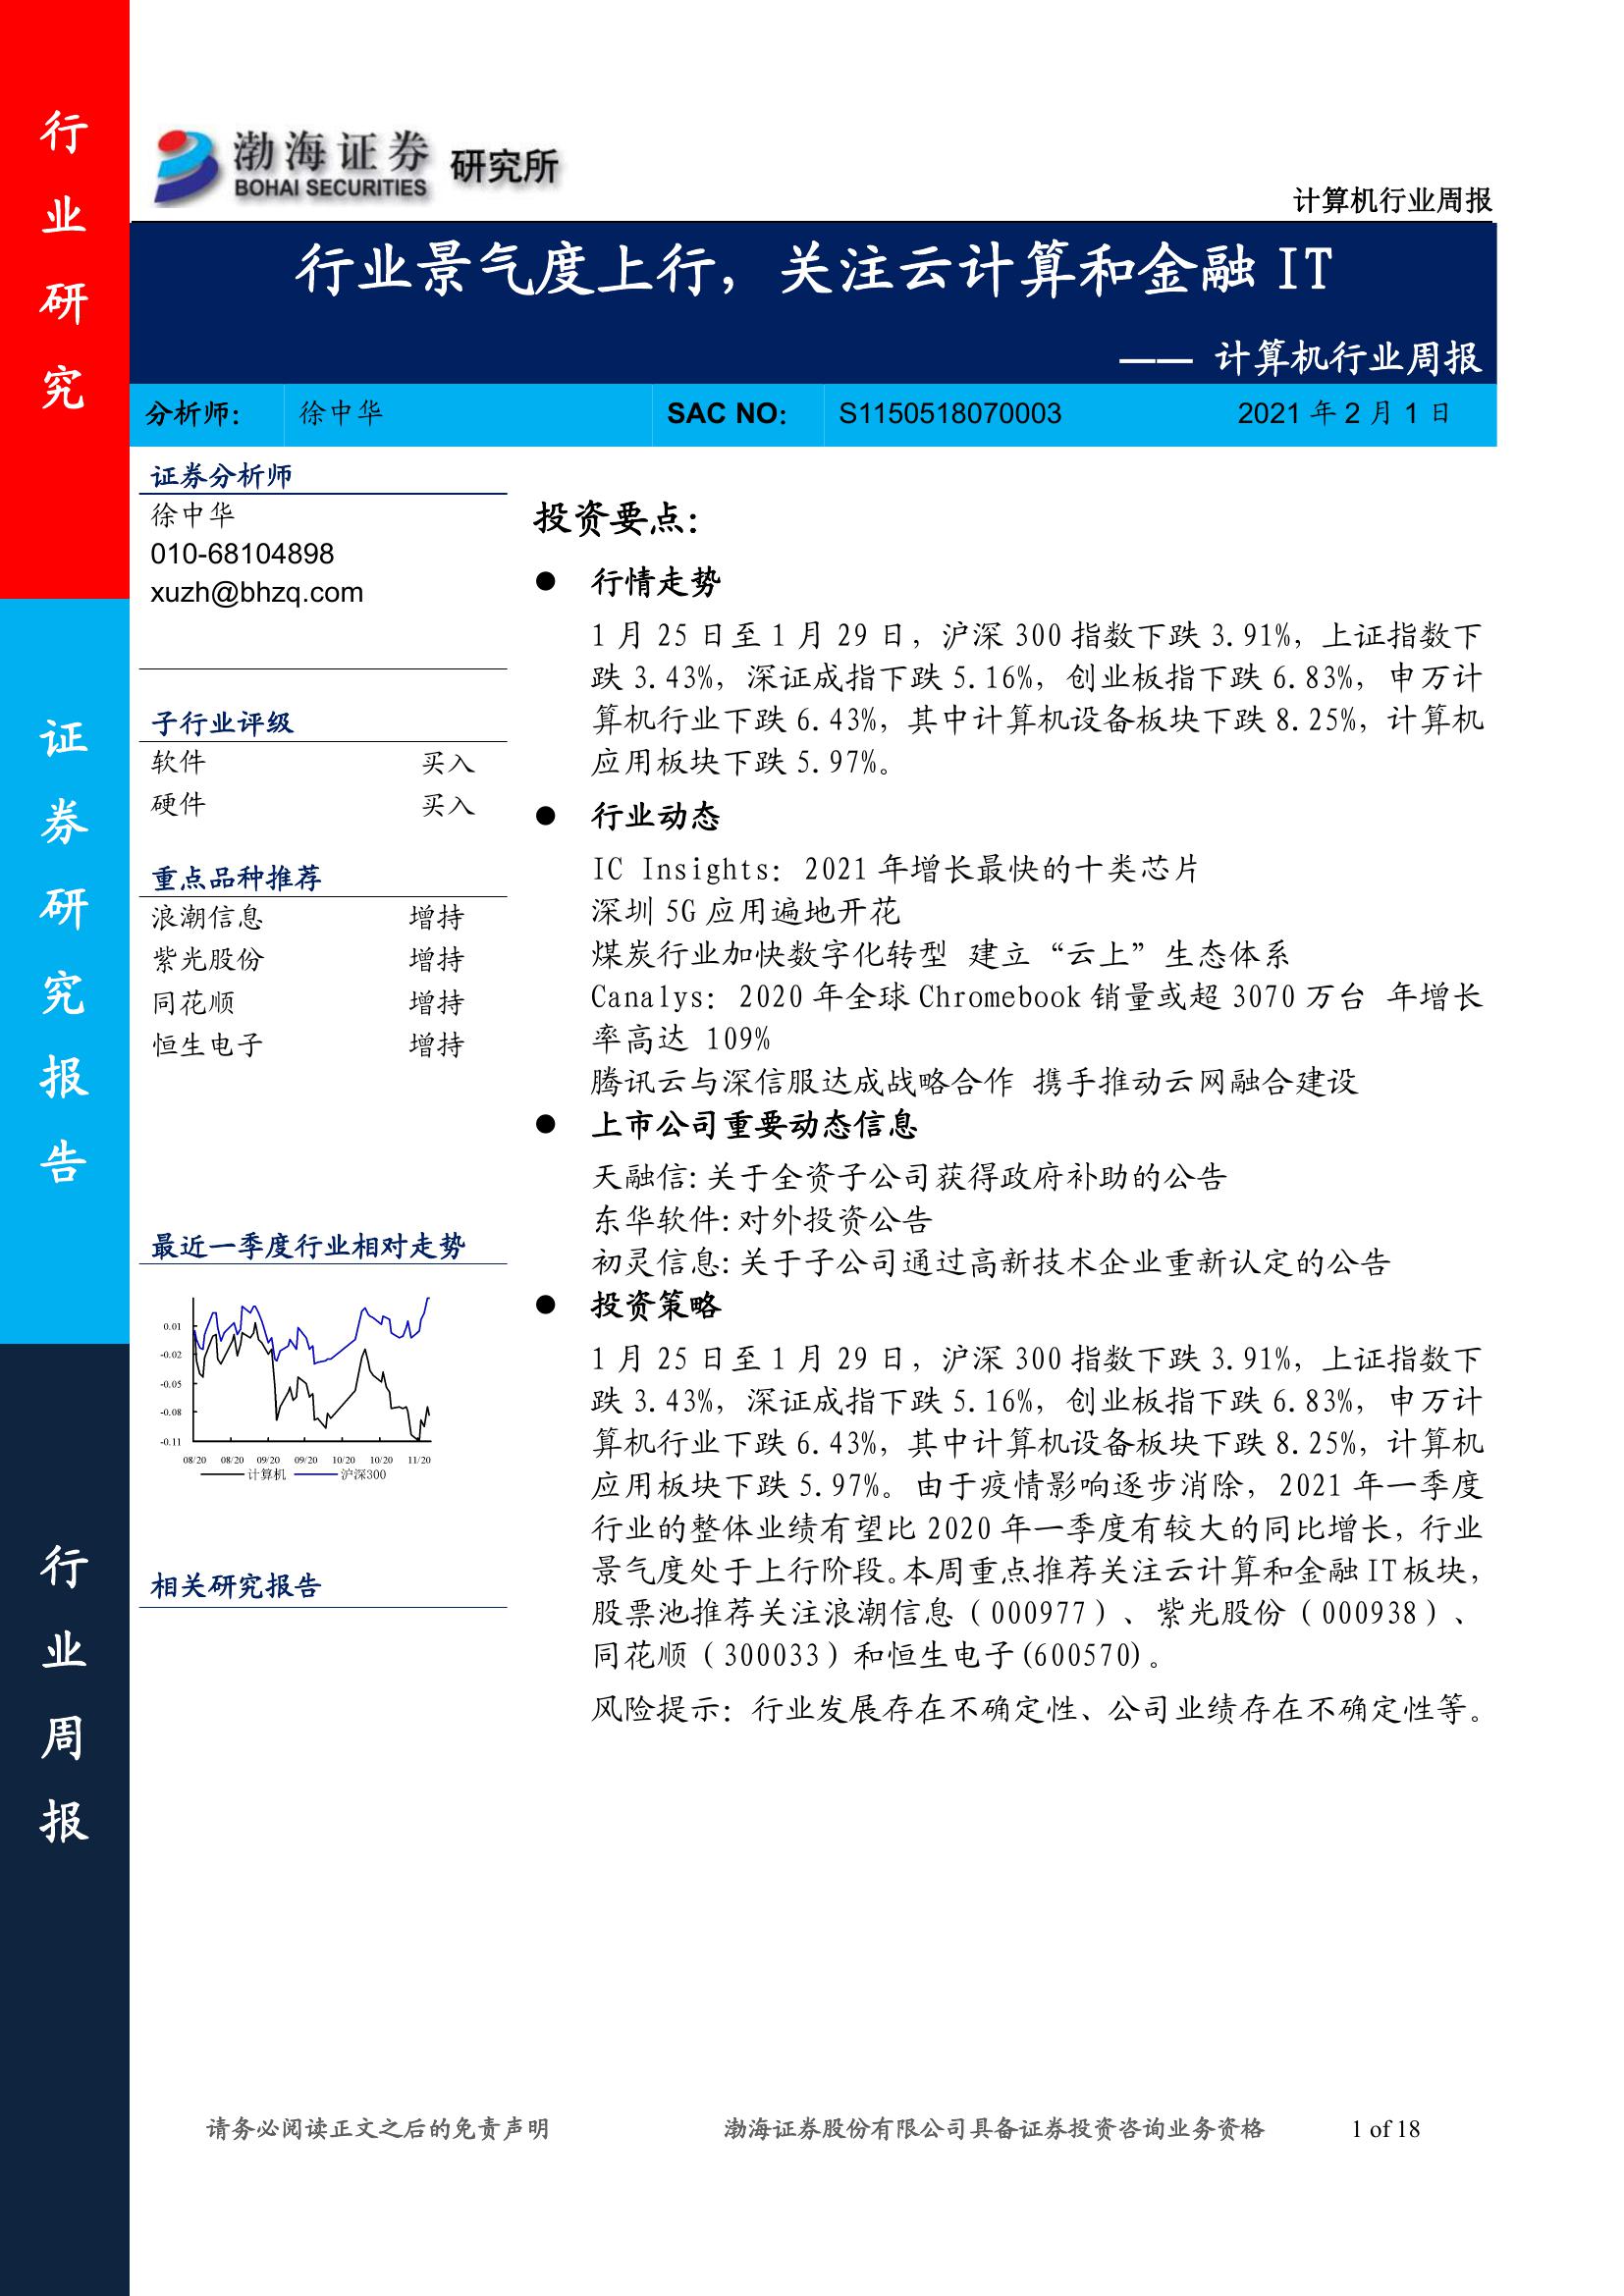 行业研究
证券研究报告
行业周报
渤海证券 研究所
BOHAI SECURITIES
计算机行业周报
行业景气度上行，关注云计算和金融 IT
—— 计算机行业周报
分析师： 徐中华 SAC NO： S1150518070003 2021 年 2 月 1 日
证券分析师
徐中华
010-68104898
xuzh@bhzq.com
子行业评级
软件 买入
硬件 买入
重点品种推荐
浪潮信息 增持
紫光股份 增持
同花顺 增持
恒生电子 增持
最近一季度行业相对走势
0.01
-0.02
-0.05
-0.08
-0.11
08/20 08/20 09/20 09/20 10/20 10/20 11/20
计算机 沪深300
相关研究报告
投资要点：
● 行情走势
1 月 25 日至 1 月 29 日，沪深 300 指数下跌 3.91%，上证指数下
跌 3.43%，深证成指下跌 5.16%，创业板指下跌 6.83%，申万计
算机行业下跌 6.43%，其中计算机设备板块下跌 8.25%，计算机
应用板块下跌 5.97%。
● 行业动态
IC Insights：2021 年增长最快的十类芯片
深圳 5G 应用遍地开花
煤炭行业加快数字化转型 建立“云上”生态体系
Canalys：2020 年全球 Chromebook 销量或超 3070 万台 年增长
率高达 109%
腾讯云与深信服达成战略合作 携手推动云网融合建设
● 上市公司重要动态信息
天融信:关于全资子公司获得政府补助的公告
东华软件:对外投资公告
初灵信息:关于子公司通过高新技术企业重新认定的公告
● 投资策略
1 月 25 日至 1 月 29 日，沪深 300 指数下跌 3.91%，上证指数下
跌 3.43%，深证成指下跌 5.16%，创业板指下跌 6.83%，申万计
算机行业下跌 6.43%，其中计算机设备板块下跌 8.25%，计算机
应用板块下跌 5.97%。由于疫情影响逐步消除，2021 年一季度
行业的整体业绩有望比 2020 年一季度有较大的同比增长，行业
景气度处于上行阶段。本周重点推荐关注云计算和金融 IT 板块，
股票池推荐关注浪潮信息（000977）、紫光股份（000938）、
同花顺（300033）和恒生电子(600570)。
风险提示：行业发展存在不确定性、公司业绩存在不确定性等。
请务必阅读正文之后的免责声明 渤海证券股份有限公司具备证券投资咨询业务资格 1 of 18